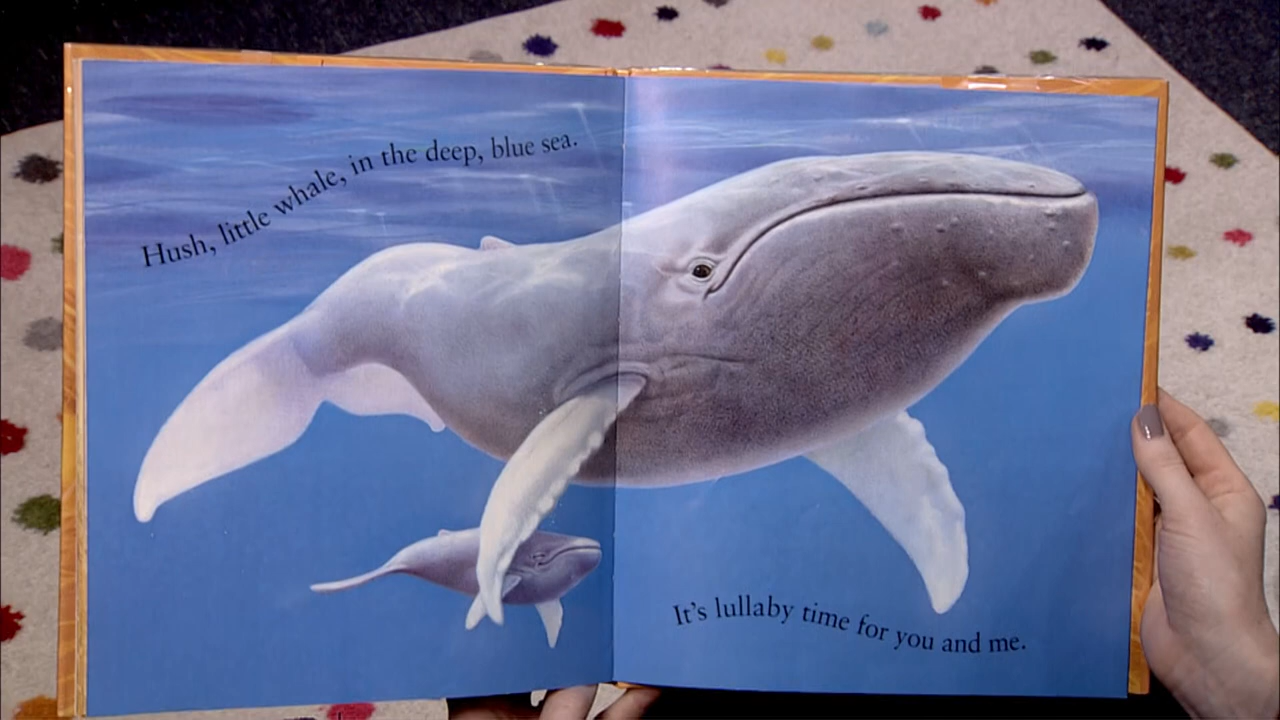 Hush, little whale, in the deep, blue sea.
It's lullaby time for you and me.